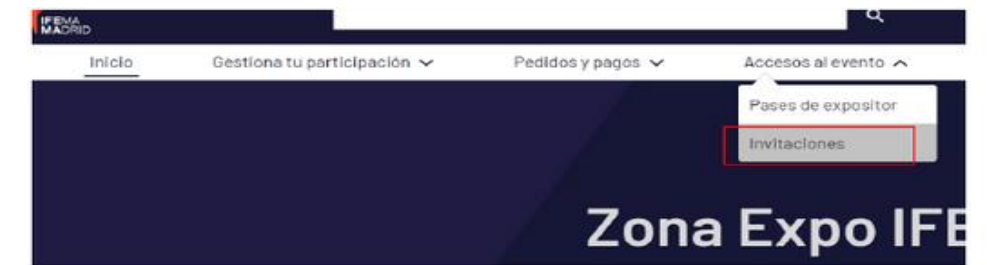 IFEMA
MADRID
Inicio Gestiona tu participación Pedidos y pagos Accesos al evento
Pases de expositor
Invitaciones
Zona Expo IFE